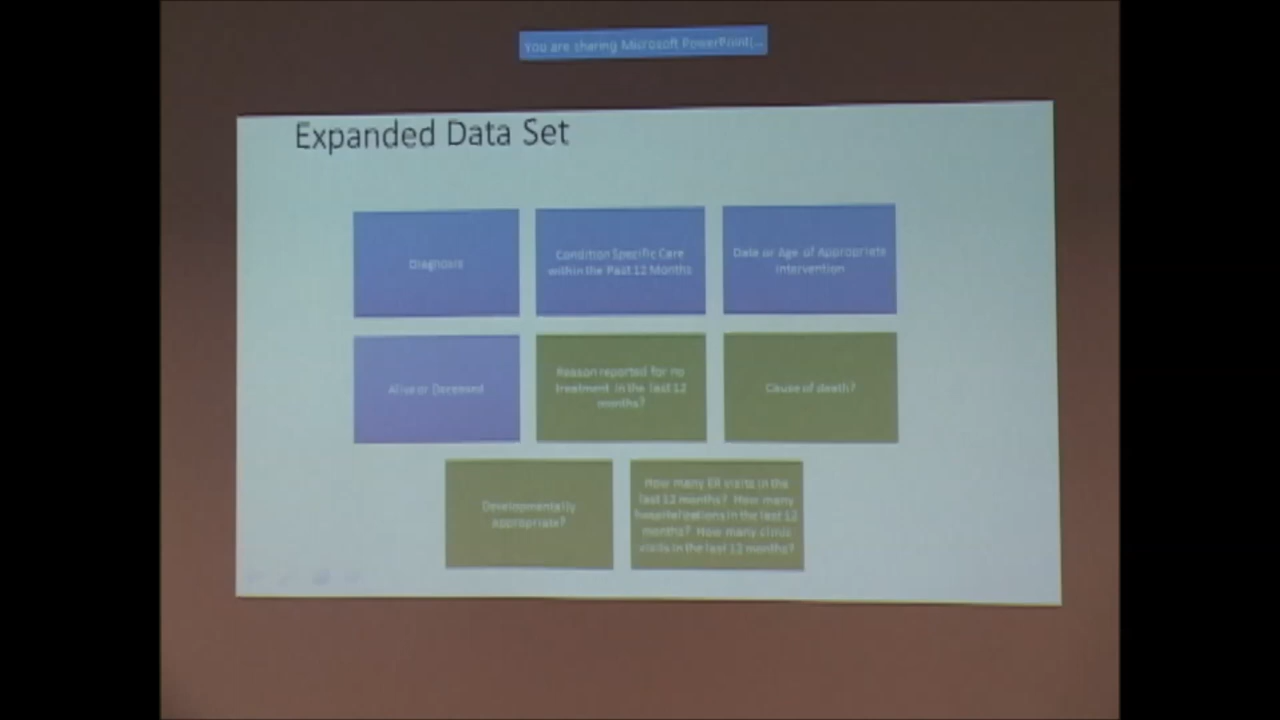 You are sharing Microsoft PowerPoint(...
Expanded Data Set
Diagnosis
Condition Specific Care
within the Past 12 Months
Date or Age of Appropriate
intervention
Alive or Deceased
Reason reported for no
treatment in the last 12
months?
Cause of death?
Developmentally
appropriate?
How many ER visits in the
last 12 months? How many
hospitalizations in the last 12
months? How many clinic
visits in the last 12 months?